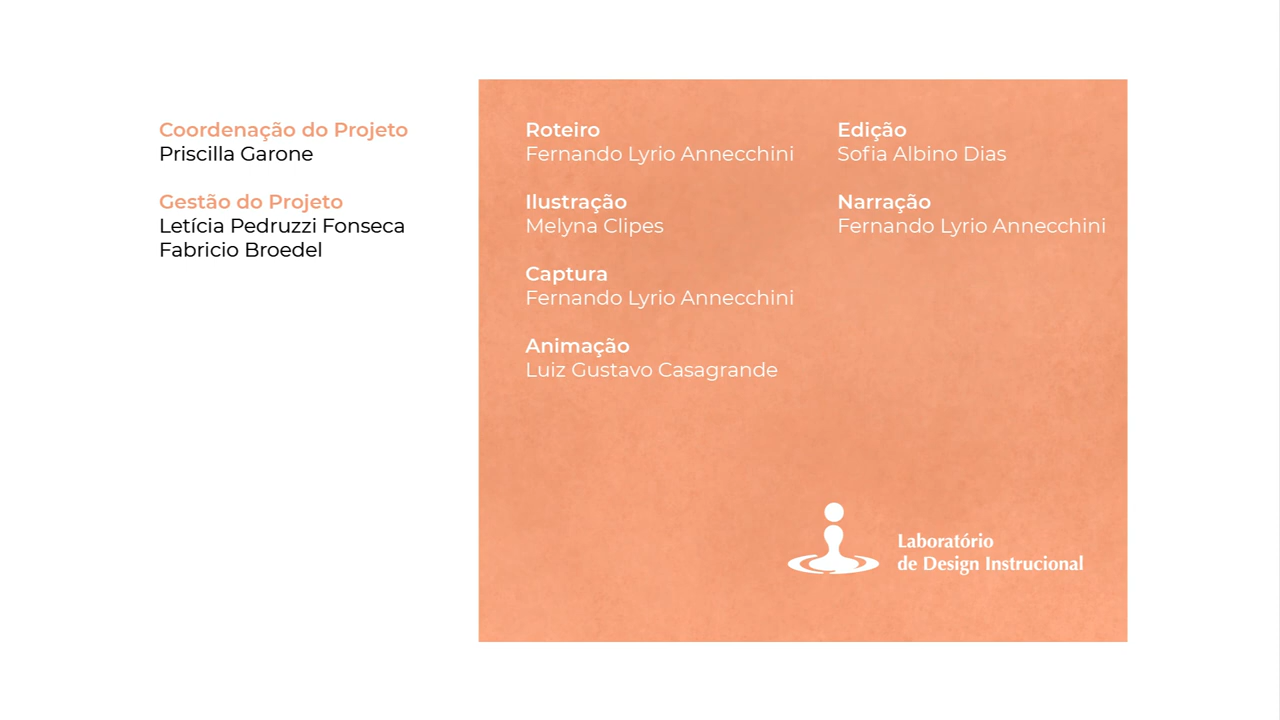 Coordenação do Projeto
Priscilla Garone
Gestão do Projeto
Letícia Pedruzzi Fonseca
Fabricio Broedel
Roteiro
Fernando Lyrio Annecchini
Ilustração
Melyna Clipes
Captura
Fernando Lyrio Annecchini
Animação
Luiz Gustavo Casagrande
Edição
Sofia Albino Dias
Narração
Fernando Lyrio Annecchini
Laboratório
de Design Instrucional